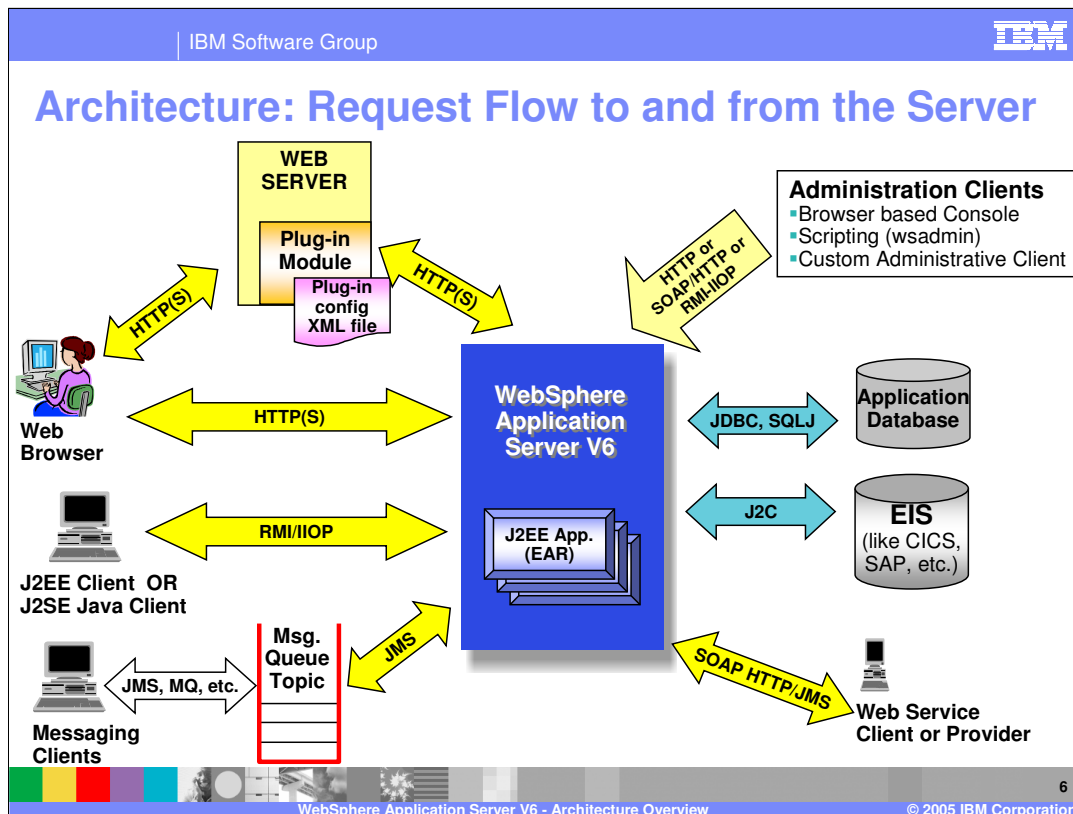 IBM Software Group
IBM
Architecture: Request Flow to and from the Server
WEB
SERVER
Plug-in
Module
Plug-in
config
XML file
HTTP(S)
HTTP(S)
Administration Clients
Browser based Console
Scripting (wsadmin)
Custom Administrative Client
HTTP or
SOAP/HTTP or
RMI-IIOP
Web
Browser
HTTP(S)
WebSphere
Application
Server V6
JDBC, SQLJ
Application
Database
J2EE Client OR
J2SE Java Client
RMI/IIOP
J2EE App.
(EAR)
J2C
EIS
(like CICS,
SAP, etc.)
Messaging
Clients
JMS, MQ, etc.
Msg.
Queue
Topic
JMS
SOAP HTTP/JMS
Web Service
Client or Provider
6
WebSphere Application Server V6 - Architecture Overview
© 2005 IBM Corporation